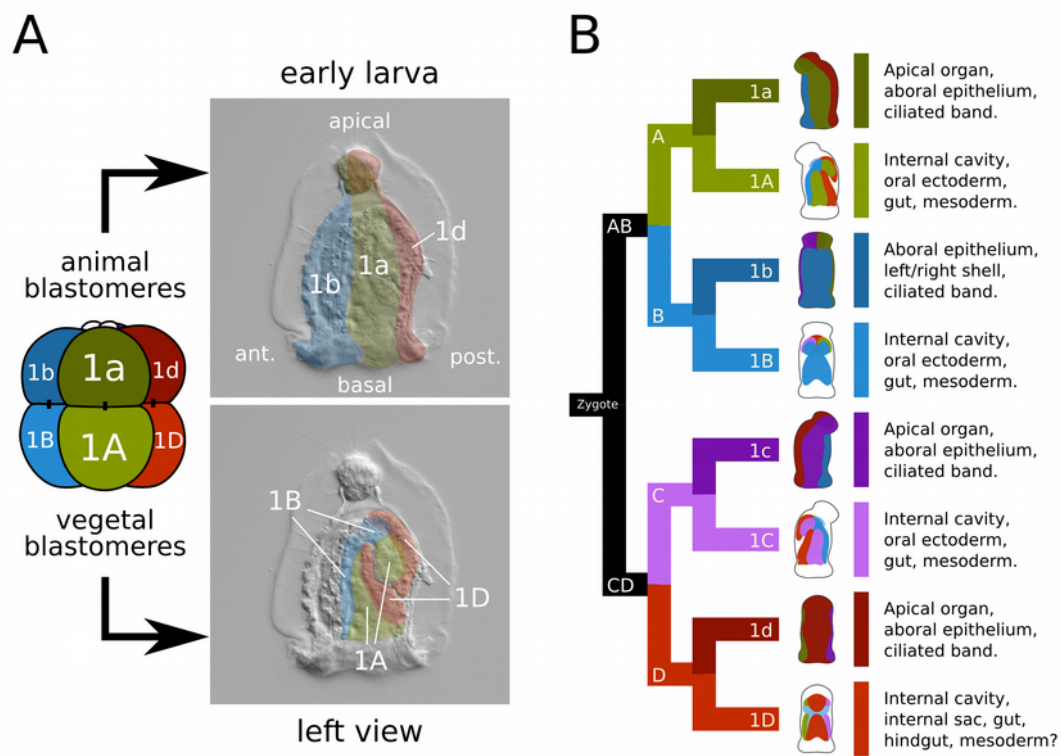 A
early larva
apical
1d
1a
1b
ant.
post.
basal
animal
blastomeres
1b
1a
1d
1B
1A
1D
vegetal
blastomeres
1B
1D
1A
left view
B
Zygote
AB
CD
A
B
C
D
1a
Apical organ,
aboral epithelium,
ciliated band.
1A
Internal cavity,
oral ectoderm,
gut, mesoderm.
1b
Aboral epithelium,
left/right shell,
ciliated band.
1B
Internal cavity,
oral ectoderm,
gut, mesoderm.
1c
Apical organ,
aboral epithelium,
ciliated band.
1C
Internal cavity,
oral ectoderm,
gut, mesoderm.
1d
Apical organ,
aboral epithelium,
ciliated band.
1D
Internal cavity,
internal sac, gut,
hindgut, mesoderm?